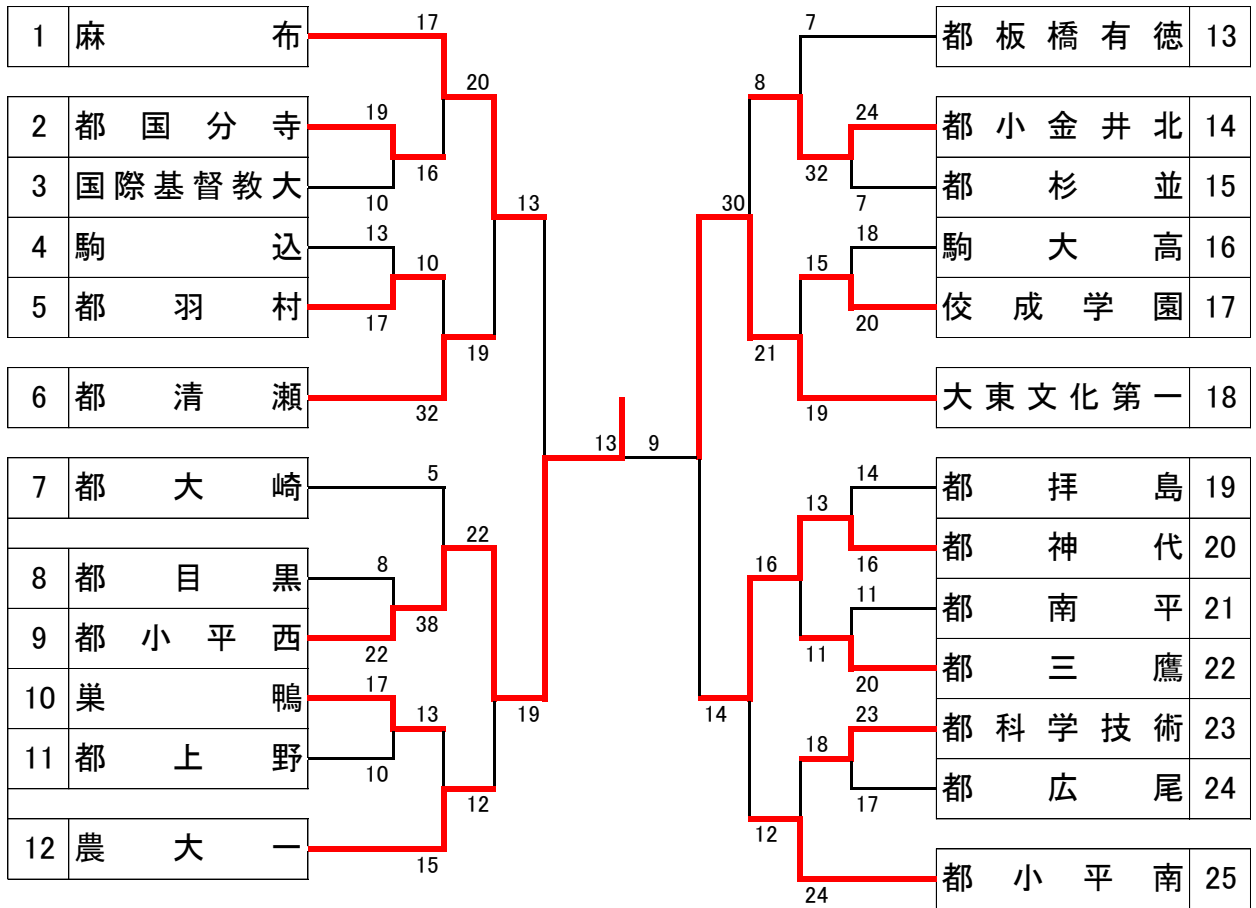 17
7
1 麻布
都板橋有徳 13
20
8
19
24
2 都国分寺
都小金井北 14
16
32
3 国際基督教大
都杉並 15
10
7
13
30
4 駒込
13
18
駒大高 16
10
15
5 都羽村
佼成学園 17
17
20
19
21
6 都清瀬
大東文化第一 18
32
19
13
9
5
14
7 都大崎
都拝島 19
13
22
8 都目黒
8
16
都神代 20
16
11
都南平 21
38
9 都小平西
22
11
都三鷹 22
20
17
23
10 巣鴨
13
19
14
都科学技術 23
18
11 都上野
10
都広尾 24
17
12
12
12 農大一
15
都小平南 25
24